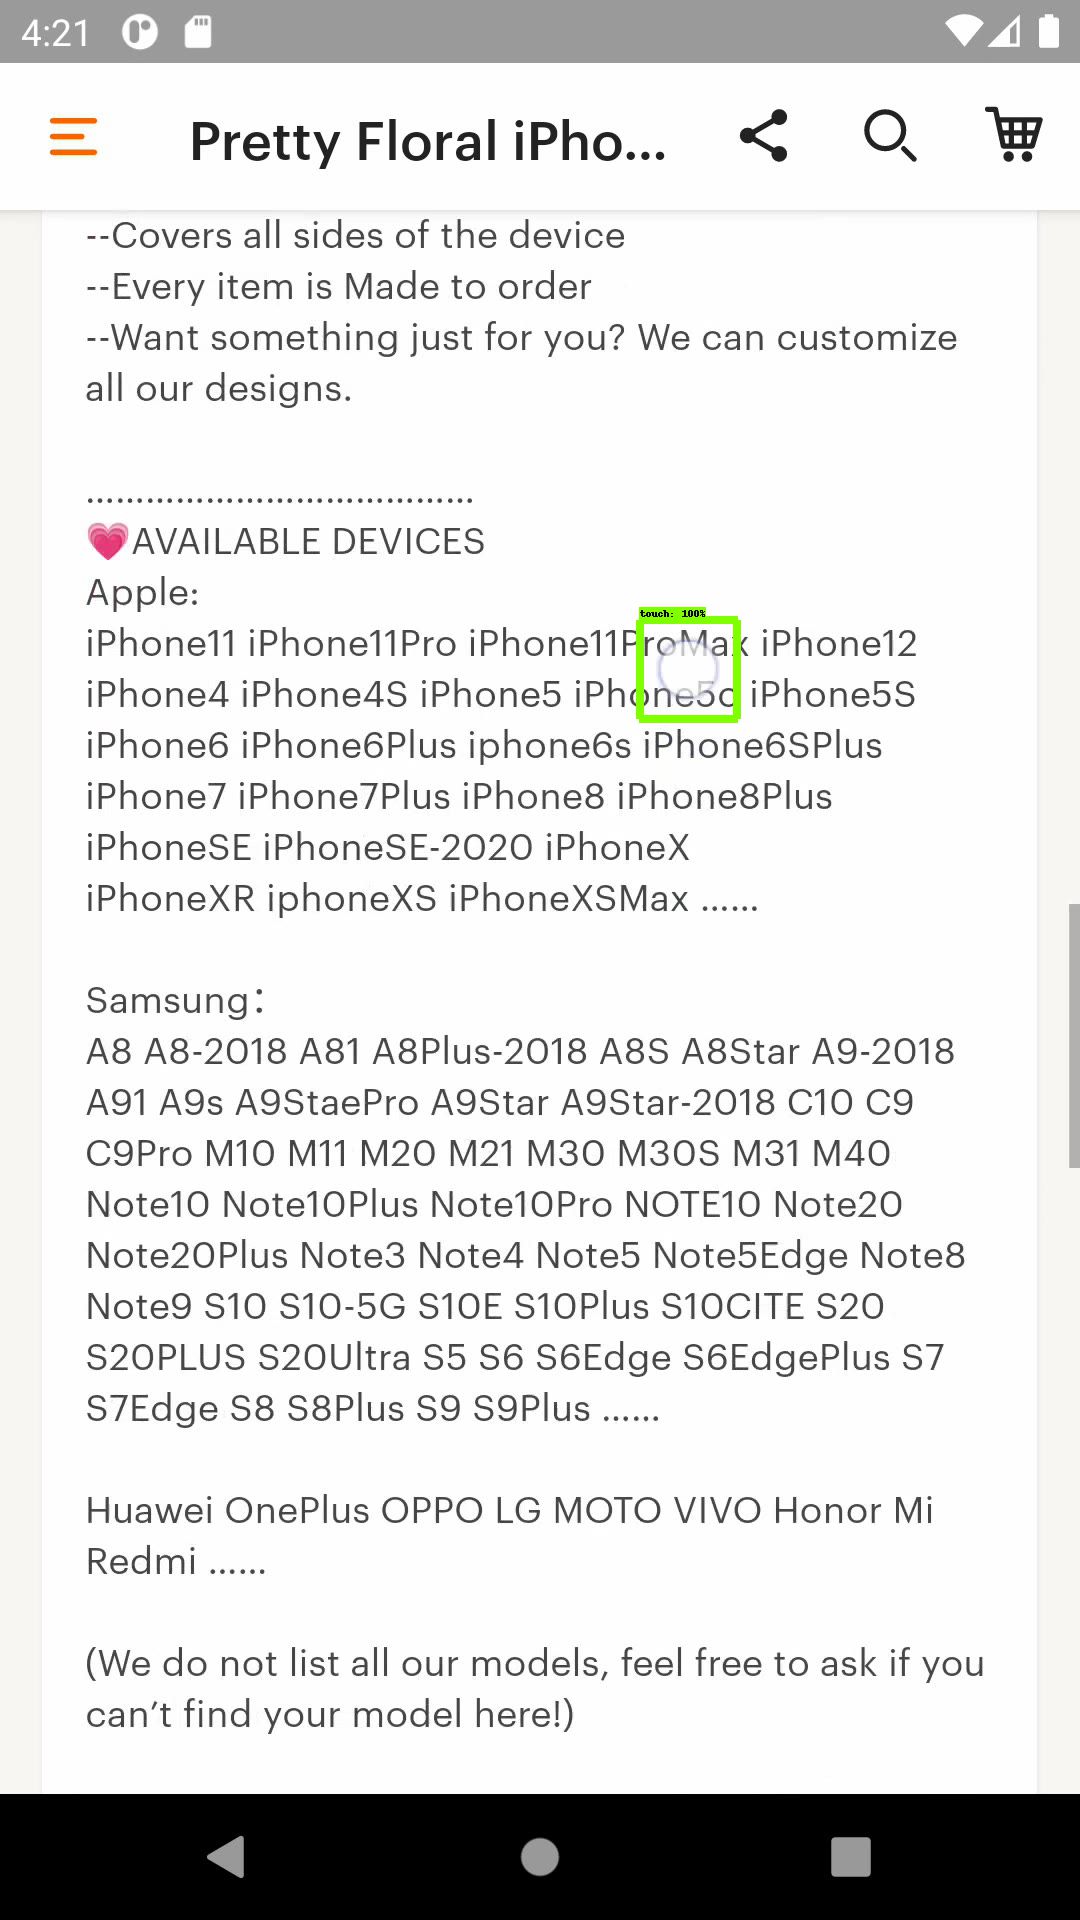 4:21
Pretty Floral iPho...
--Covers all sides of the device
--Every item is Made to order
--Want something just for you? We can customize
all our designs.
.......................................
💗AVAILABLE DEVICES
Apple:
touch: 100%
iPhone11 iPhone11Pro iPhone11ProMax iPhone12
iPhone4 iPhone4S iPhone5 iPhone5c iPhone5S
iPhone6 iPhone6Plus iphone6s iPhone6SPlus
iPhone7 iPhone7Plus iPhone8 iPhone8Plus
iPhoneSE iPhoneSE-2020 iPhoneX
iPhoneXR iphoneXS iPhoneXSMax ......
Samsung：
A8 A8-2018 A81 A8Plus-2018 A8S A8Star A9-2018
A91 A9s A9StaePro A9Star A9Star-2018 C10 C9
C9Pro M10 M11 M20 M21 M30 M30S M31 M40
Note10 Note10Plus Note10Pro NOTE10 Note20
Note20Plus Note3 Note4 Note5 Note5Edge Note8
Note9 S10 S10-5G S10E S10Plus S10CITE S20
S20PLUS S20Ultra S5 S6 S6Edge S6EdgePlus S7
S7Edge S8 S8Plus S9 S9Plus ......
Huawei OnePlus OPPO LG MOTO VIVO Honor Mi
Redmi ......
(We do not list all our models, feel free to ask if you
can’t find your model here!)